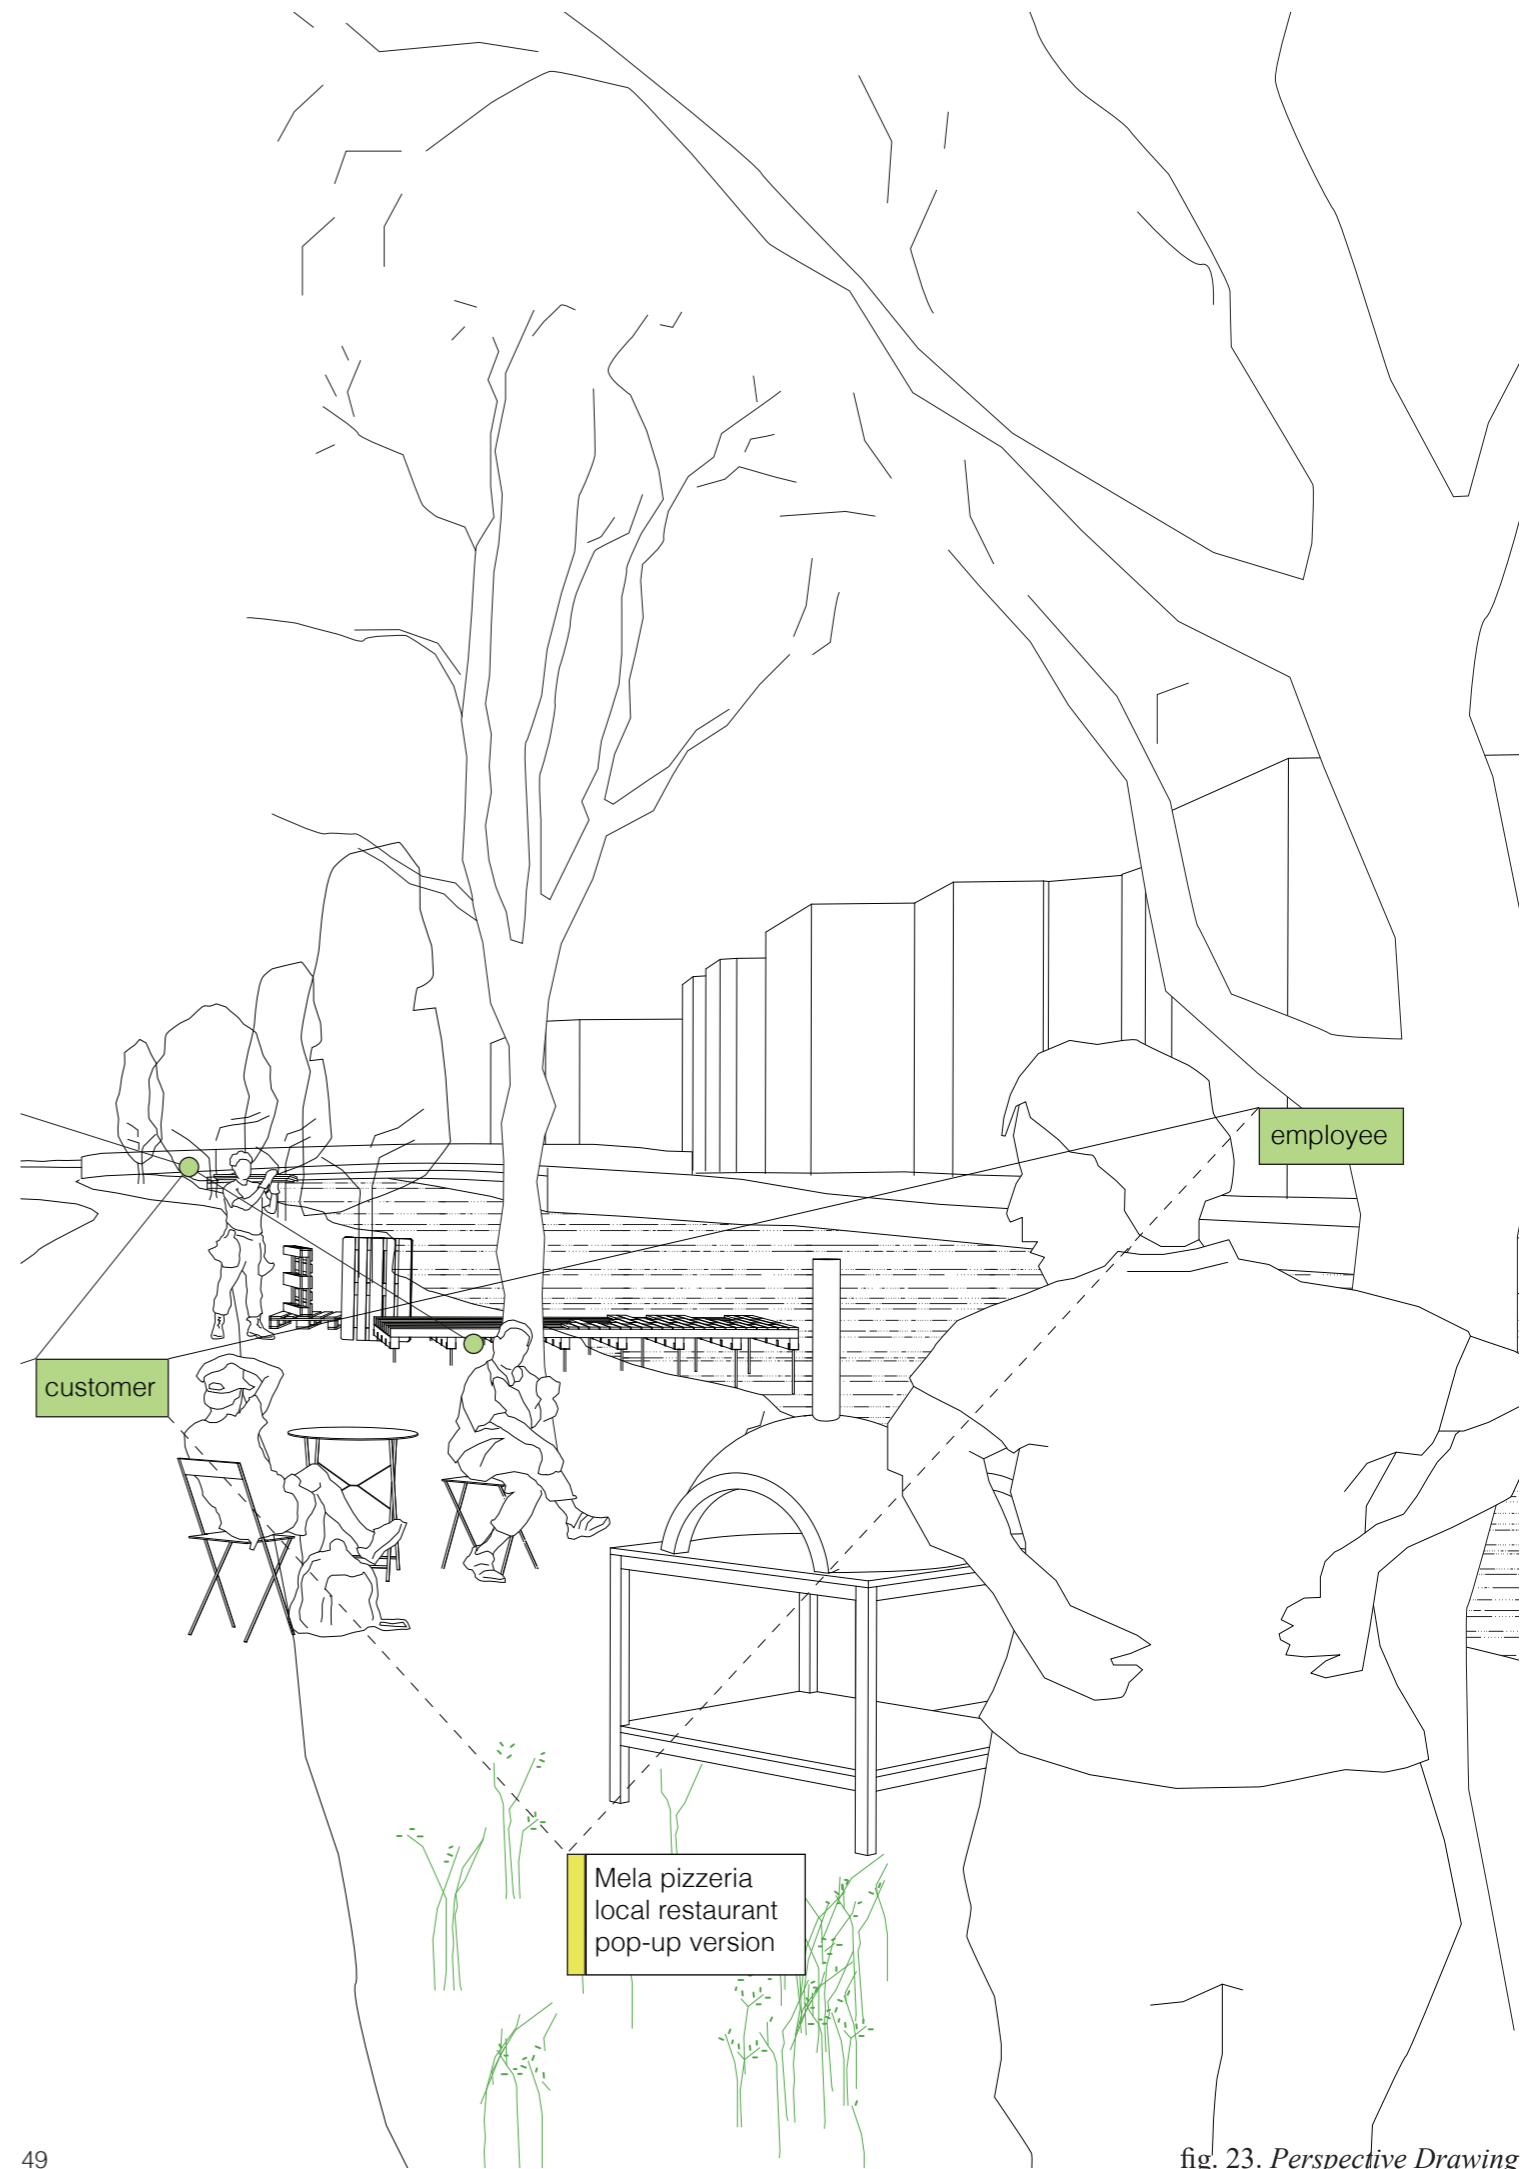 employee
customer
Mela pizzeria
local restaurant
pop-up version
49
fig. 23. Perspective Drawing